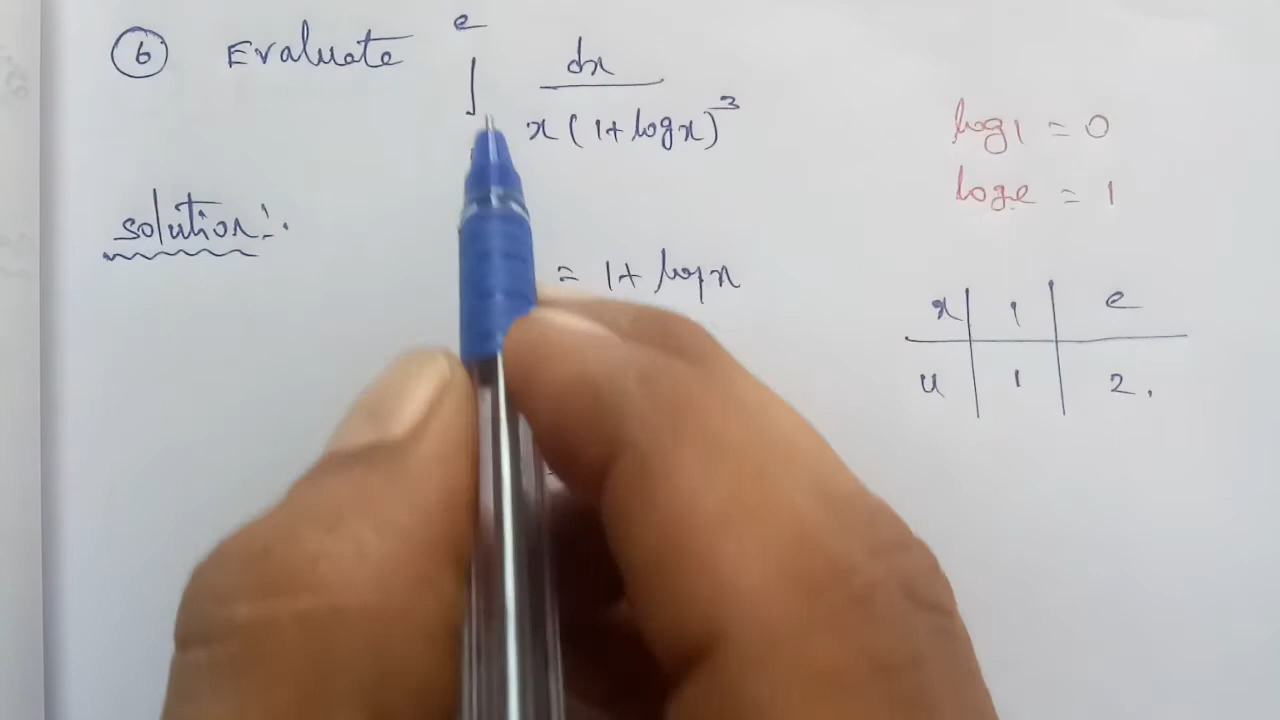 6 Evaluate ∫ e dx / x(1+logx)^3
log1 = 0
loge = 1
solution:-
= 1+ logx
x | 1 | e
u | 1 | 2.